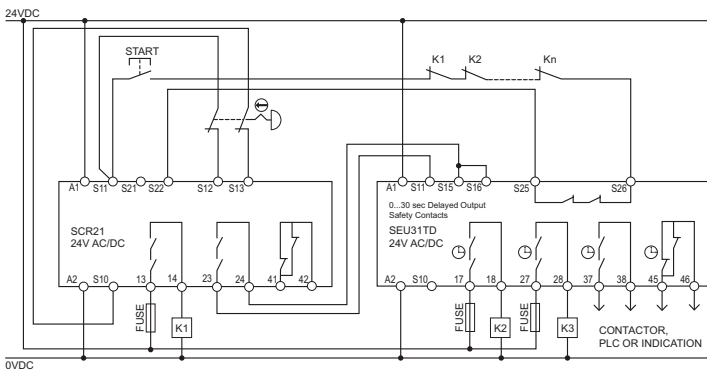 24VDC
START
K1 K2 Kn
A1 S11 S21 S22 S12 S13
A1 S11 S15 S16 S25 S26
SCR21
24V AC/DC
0...30 sec Delayed Output
Safety Contacts
SEU31TD
24V AC/DC
A2 S10 13 14 23 24 41 42
A2 S10 17 18 27 28 37 38 45 46
FUSE K1 FUSE K2 FUSE K3
CONTACTOR,
PLC OR INDICATION
0VDC